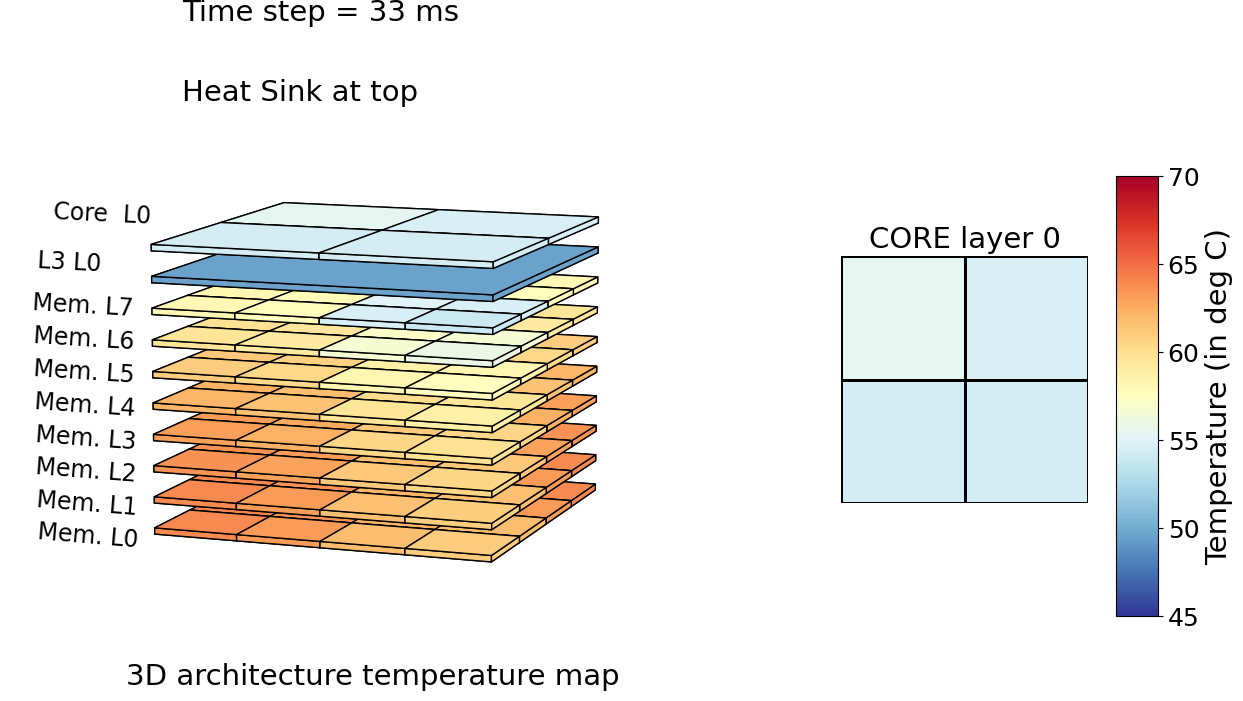 Time step = 33 ms
Heat Sink at top
Core  L0
L3 L0
Mem. L7
Mem. L6
Mem. L5
Mem. L4
Mem. L3
Mem. L2
Mem. L1
Mem. L0
3D architecture temperature map
CORE layer 0
70
65
60
55
50
45
Temperature (in deg C)